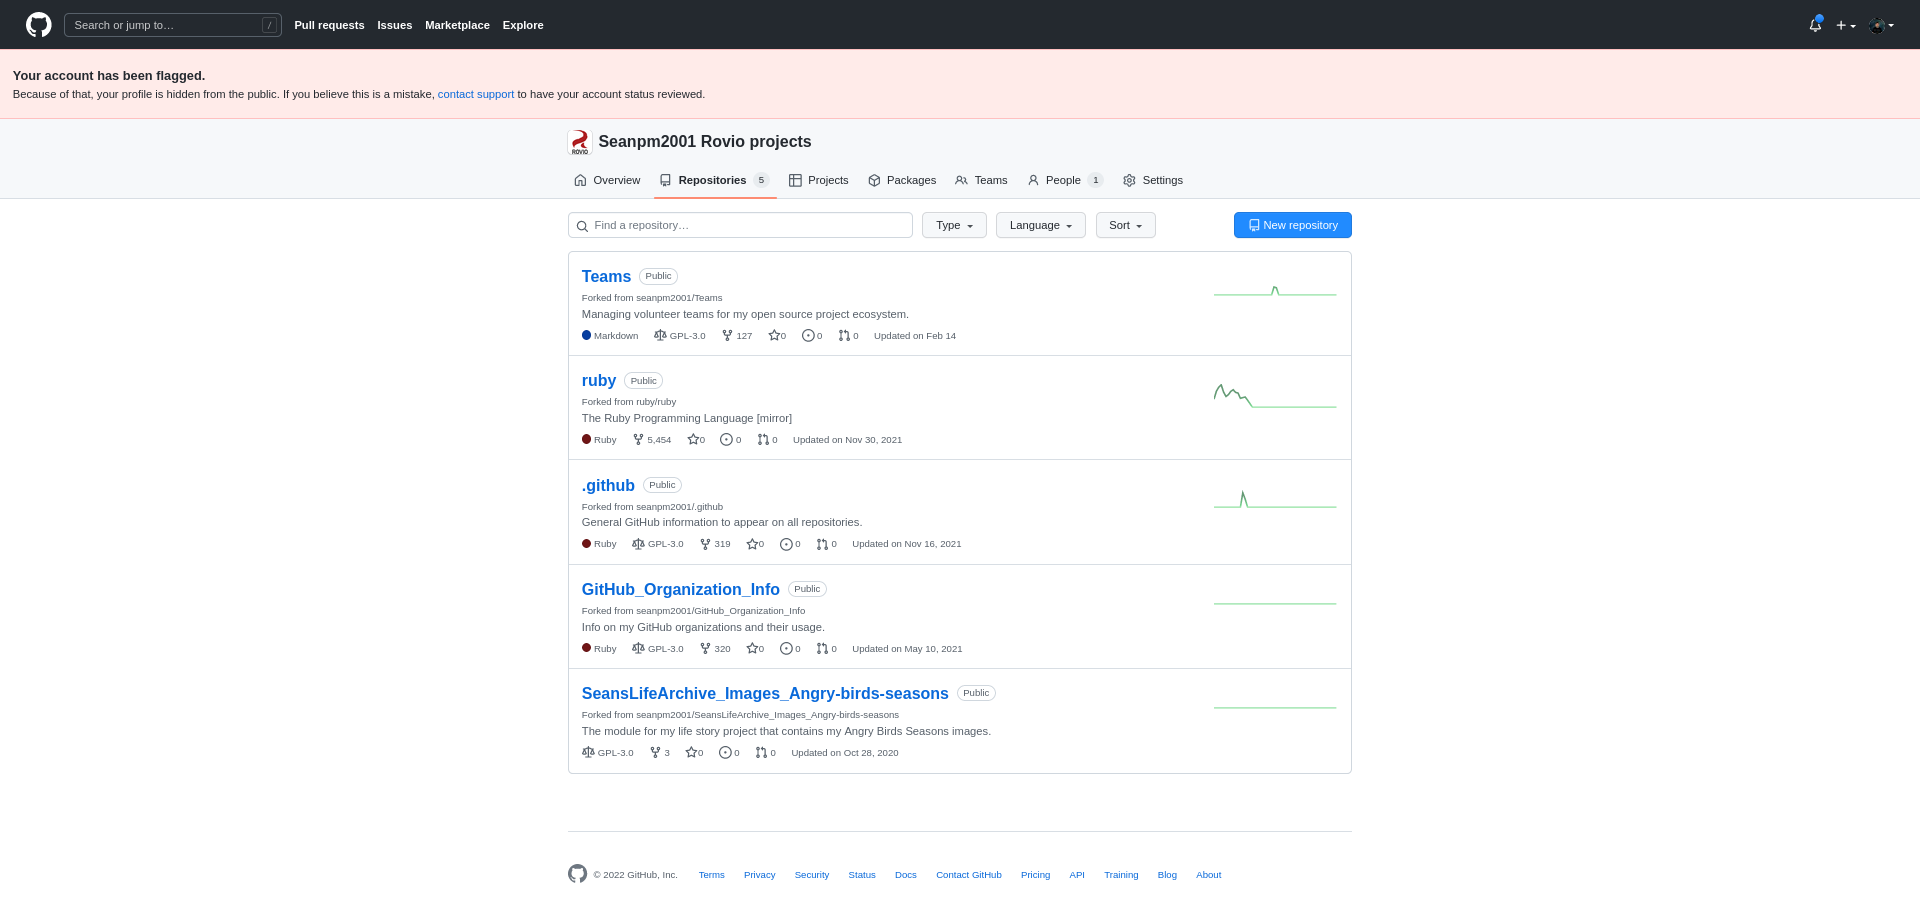 Search or jump to… /
Pull requests Issues Marketplace Explore
Your account has been flagged.
Because of that, your profile is hidden from the public. If you believe this is a mistake, contact support to have your account status reviewed.
ROVIO
Seanpm2001 Rovio projects
Overview Repositories 5 Projects Packages Teams People 1 Settings
Find a repository… Type Language Sort New repository
Teams Public
Forked from seanpm2001/Teams
Managing volunteer teams for my open source project ecosystem.
Markdown GPL-3.0 127 0 0 0 Updated on Feb 14
ruby Public
Forked from ruby/ruby
The Ruby Programming Language [mirror]
Ruby 5,454 0 0 0 Updated on Nov 30, 2021
.github Public
Forked from seanpm2001/.github
General GitHub information to appear on all repositories.
Ruby GPL-3.0 319 0 0 0 Updated on Nov 16, 2021
GitHub_Organization_Info Public
Forked from seanpm2001/GitHub_Organization_Info
Info on my GitHub organizations and their usage.
Ruby GPL-3.0 320 0 0 0 Updated on May 10, 2021
SeansLifeArchive_Images_Angry-birds-seasons Public
Forked from seanpm2001/SeansLifeArchive_Images_Angry-birds-seasons
The module for my life story project that contains my Angry Birds Seasons images.
GPL-3.0 3 0 0 0 Updated on Oct 28, 2020
© 2022 GitHub, Inc. Terms Privacy Security Status Docs Contact GitHub Pricing API Training Blog About